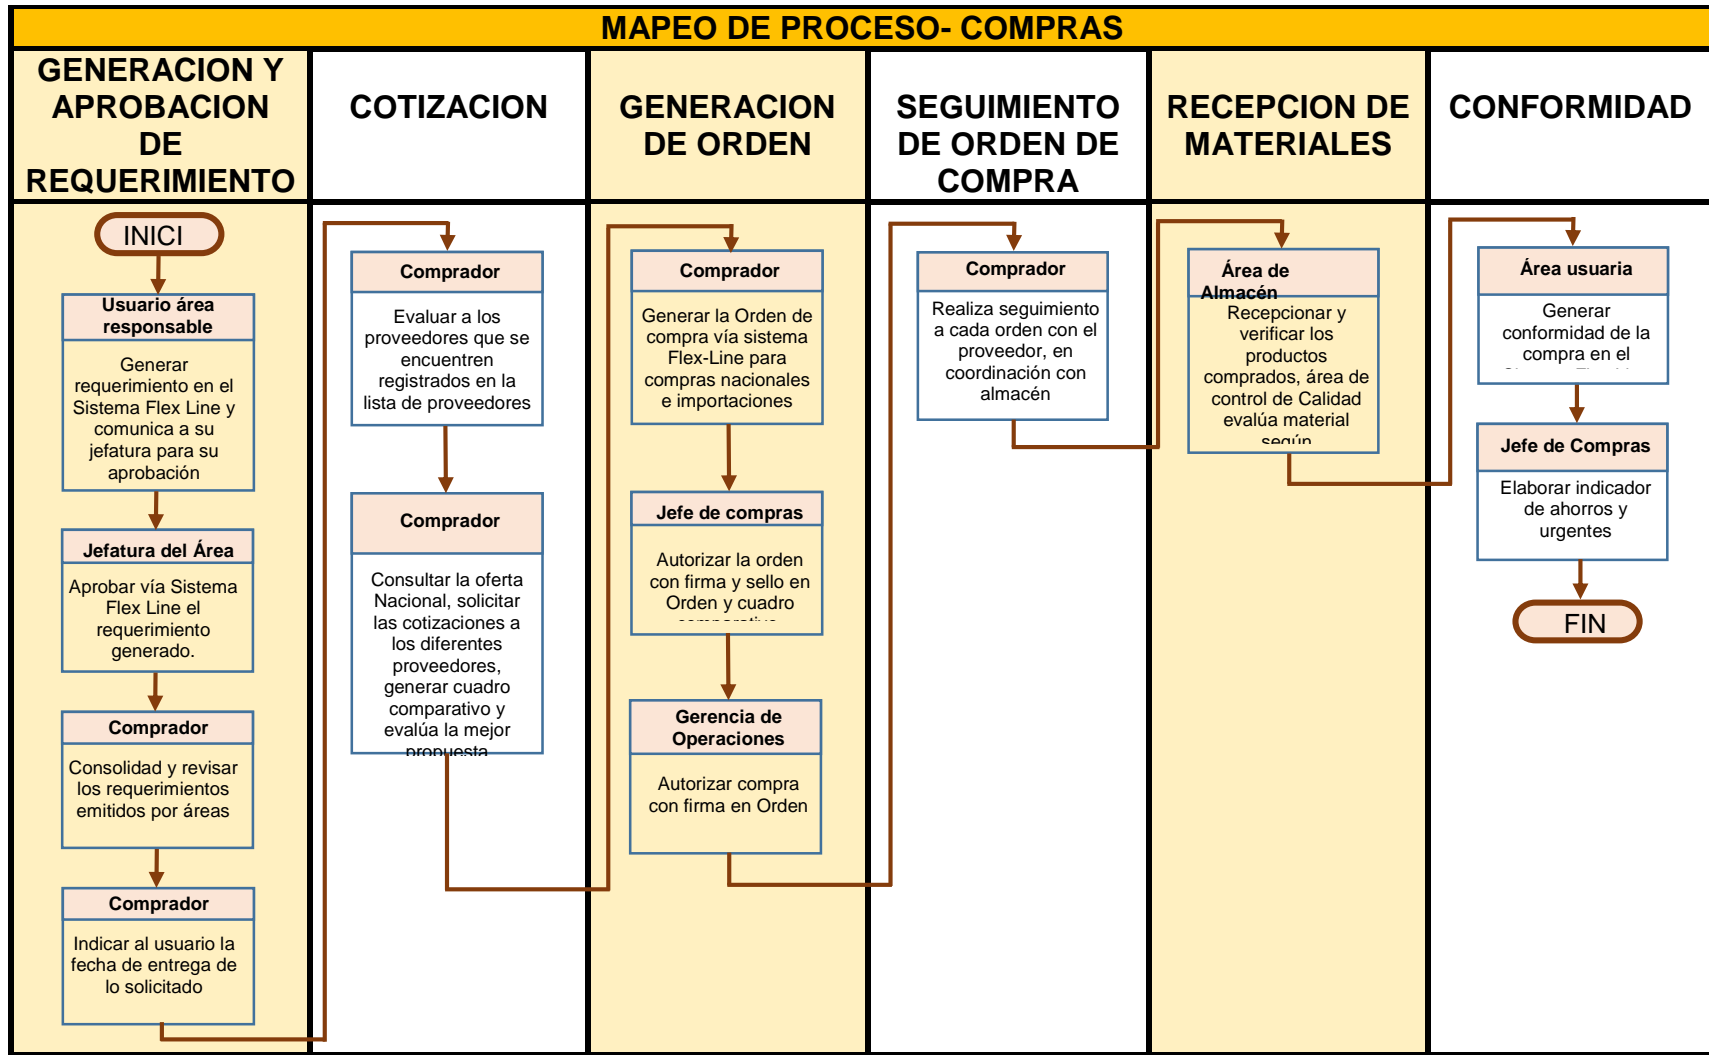 MAPEO DE PROCESO- COMPRAS
GENERACION Y
APROBACION
DE
REQUERIMIENTO
COTIZACION
GENERACION
DE ORDEN
SEGUIMIENTO
DE ORDEN DE
COMPRA
RECEPCION DE
MATERIALES
CONFORMIDAD
INICI
Usuario área
responsable
Generar
requerimiento en el
Sistema Flex Line y
comunica a su
jefatura para su
aprobación
Jefatura del Área
Aprobar vía Sistema
Flex Line el
requerimiento
generado.
Comprador
Consolidad y revisar
los requerimientos
emitidos por áreas
Comprador
Indicar al usuario la
fecha de entrega de
lo solicitado
Comprador
Evaluar a los
proveedores que se
encuentren
registrados en la
lista de proveedores
Comprador
Consultar la oferta
Nacional, solicitar
las cotizaciones a
los diferentes
proveedores,
generar cuadro
comparativo y
evalúa la mejor
propuesta
Comprador
Generar la Orden de
compra vía sistema
Flex-Line para
compras nacionales
e importaciones
Jefe de compras
Autorizar la orden
con firma y sello en
Orden y cuadro
comparativo
Gerencia de
Operaciones
Autorizar compra
con firma en Orden
Comprador
Realiza seguimiento
a cada orden con el
proveedor, en
coordinación con
almacén
Área de
Almacén
Recepcionar y
verificar los
productos
comprados, área de
control de Calidad
evalúa material
según
Área usuaria
Generar
conformidad de la
compra en el
Jefe de Compras
Elaborar indicador
de ahorros y
urgentes
FIN